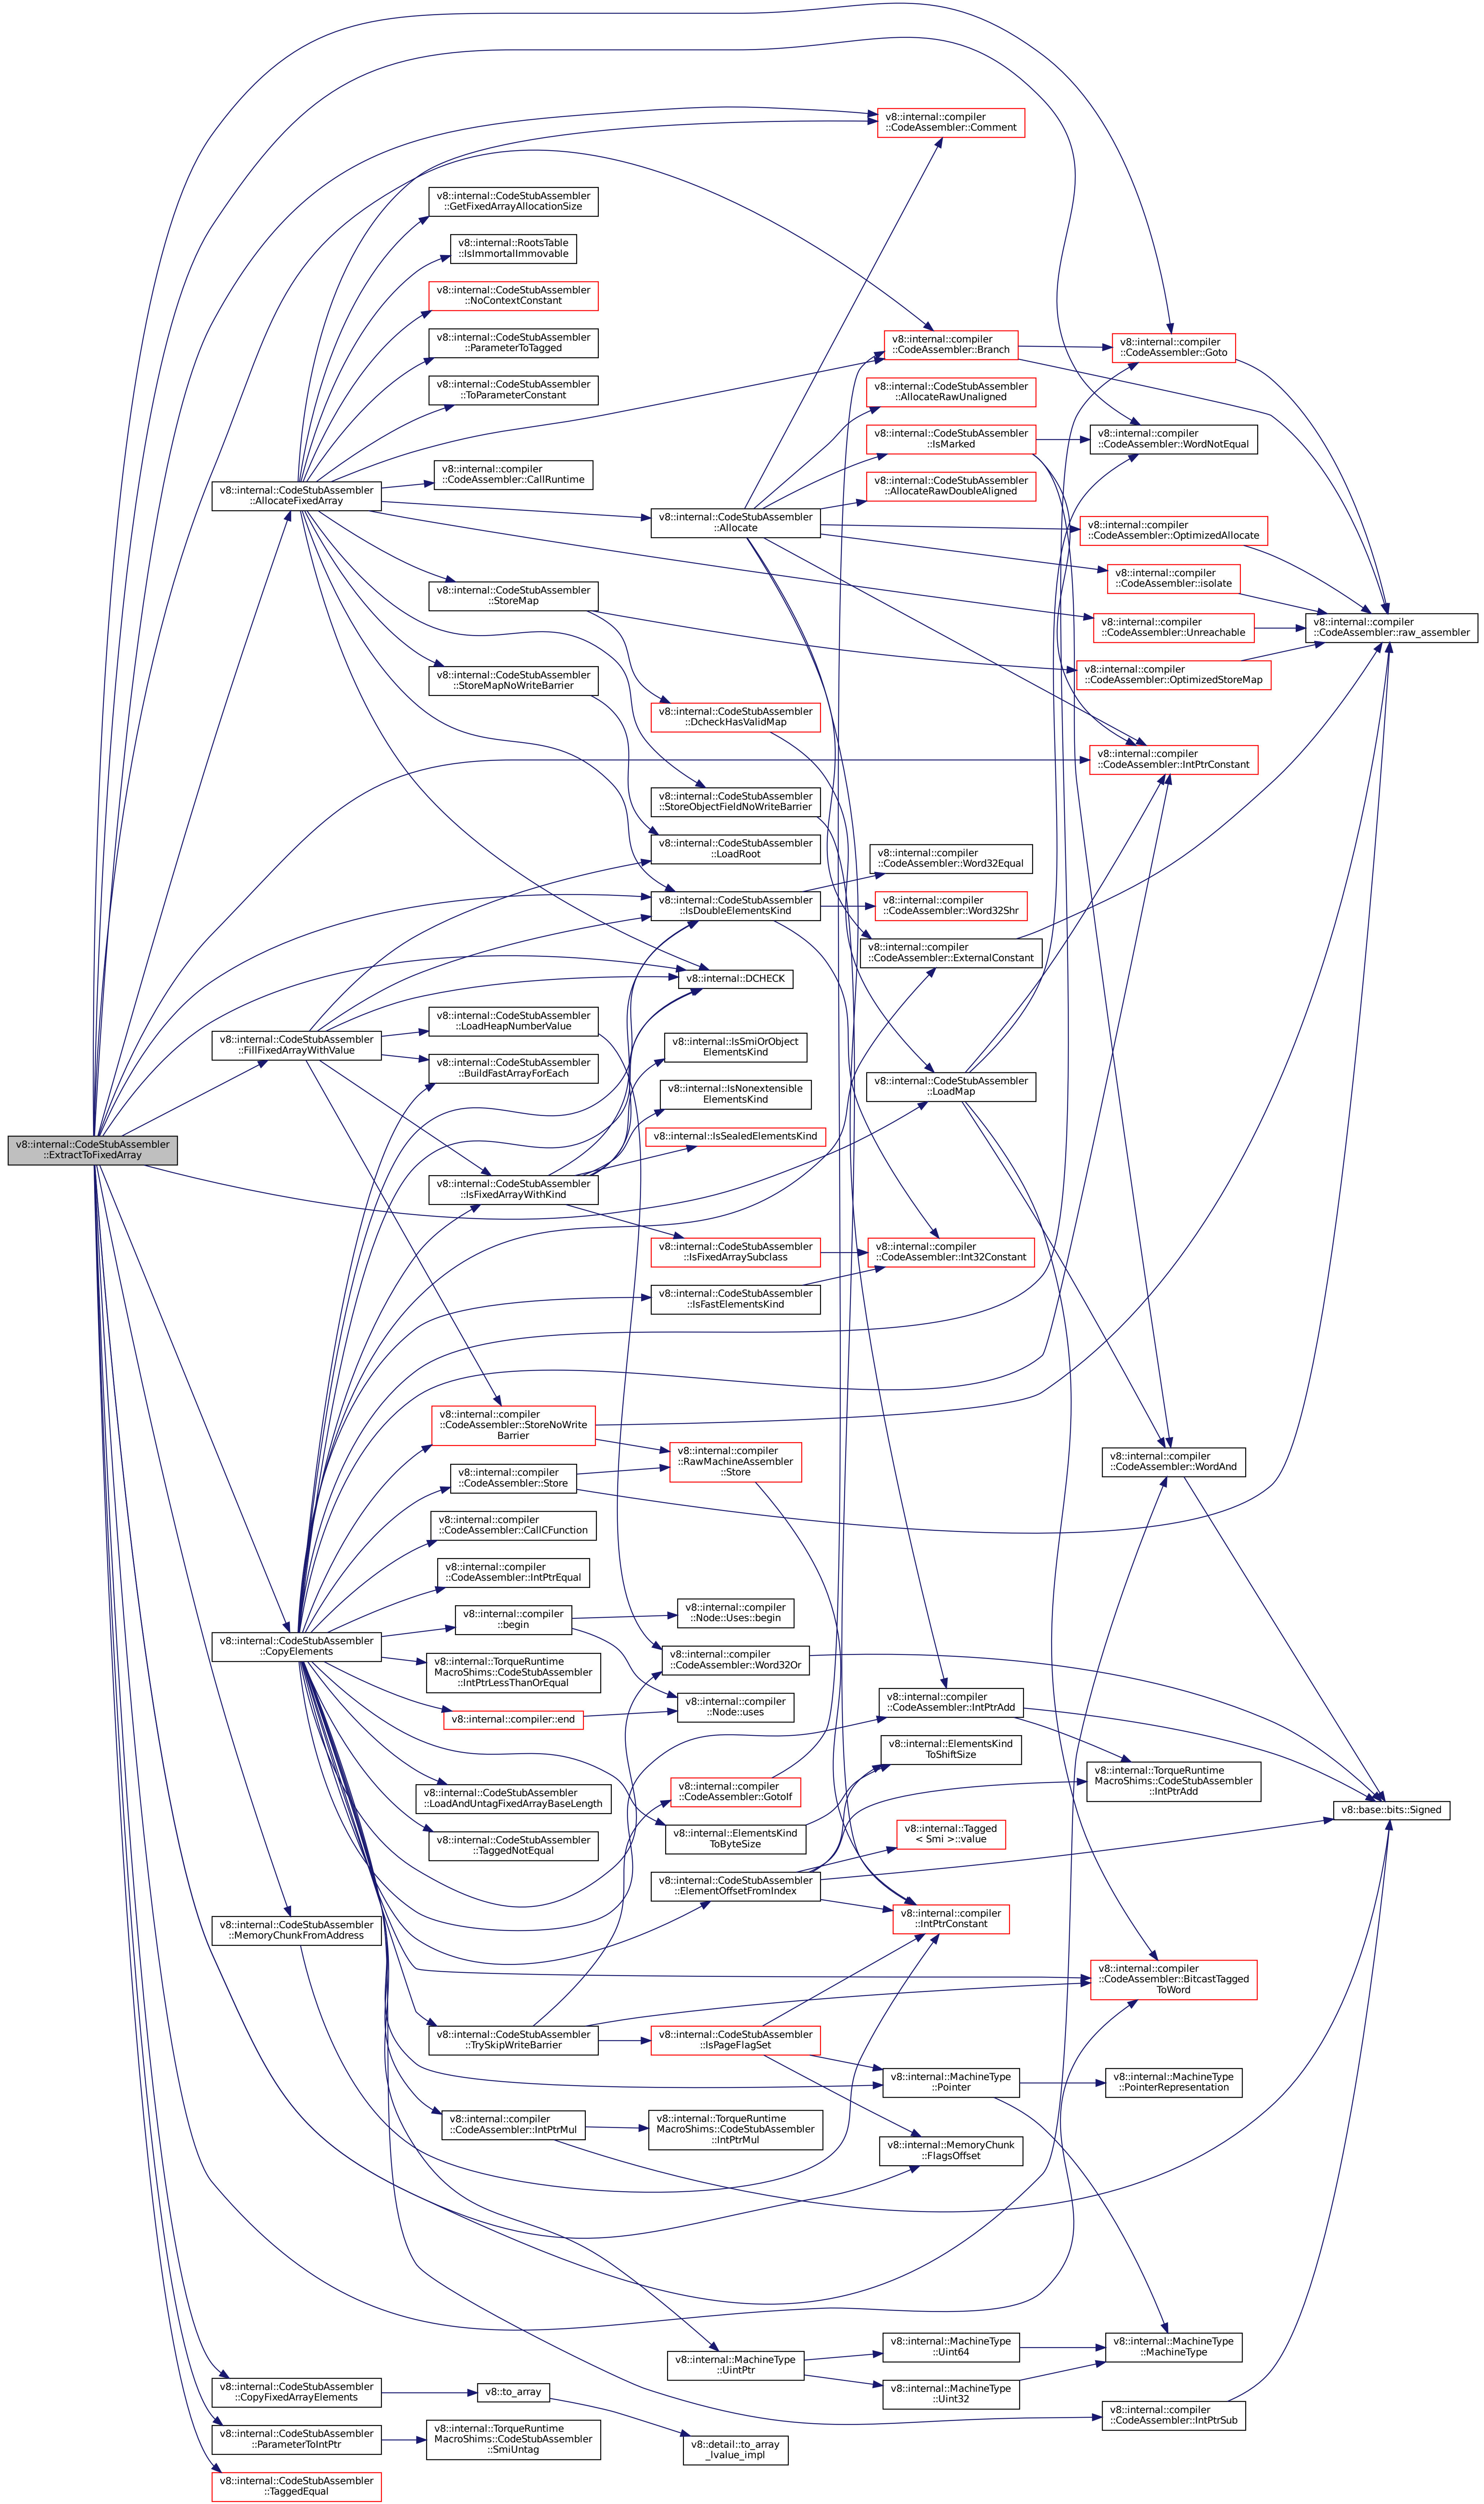 v8::internal::compiler
::CodeAssembler::Comment
v8::internal::CodeStubAssembler
::GetFixedArrayAllocationSize
v8::internal::RootsTable
::IsImmortalImmovable
v8::internal::CodeStubAssembler
::NoContextConstant
v8::internal::CodeStubAssembler
::ParameterToTagged
v8::internal::compiler
::CodeAssembler::Branch
v8::internal::compiler
::CodeAssembler::Goto
v8::internal::CodeStubAssembler
::ToParameterConstant
v8::internal::CodeStubAssembler
::AllocateRawUnaligned
v8::internal::CodeStubAssembler
::IsMarked
v8::internal::compiler
::CodeAssembler::WordNotEqual
v8::internal::compiler
::CodeAssembler::CallRuntime
v8::internal::CodeStubAssembler
::AllocateRawDoubleAligned
v8::internal::CodeStubAssembler
::AllocateFixedArray
v8::internal::CodeStubAssembler
::Allocate
v8::internal::compiler
::CodeAssembler::OptimizedAllocate
v8::internal::compiler
::CodeAssembler::isolate
v8::internal::CodeStubAssembler
::StoreMap
v8::internal::compiler
::CodeAssembler::Unreachable
v8::internal::compiler
::CodeAssembler::raw_assembler
v8::internal::CodeStubAssembler
::StoreMapNoWriteBarrier
v8::internal::compiler
::CodeAssembler::OptimizedStoreMap
v8::internal::CodeStubAssembler
::DcheckHasValidMap
v8::internal::compiler
::CodeAssembler::IntPtrConstant
v8::internal::CodeStubAssembler
::StoreObjectFieldNoWriteBarrier
v8::internal::CodeStubAssembler
::LoadRoot
v8::internal::compiler
::CodeAssembler::Word32Equal
v8::internal::CodeStubAssembler
::IsDoubleElementsKind
v8::internal::compiler
::CodeAssembler::Word32Shr
v8::internal::compiler
::CodeAssembler::ExternalConstant
v8::internal::DCHECK
v8::internal::CodeStubAssembler
::LoadHeapNumberValue
v8::internal::CodeStubAssembler
::FillFixedArrayWithValue
v8::internal::IsSmiOrObject
ElementsKind
v8::internal::CodeStubAssembler
::BuildFastArrayForEach
v8::internal::IsNonextensible
ElementsKind
v8::internal::CodeStubAssembler
::LoadMap
v8::internal::CodeStubAssembler
::ExtractToFixedArray
v8::internal::IsSealedElementsKind
v8::internal::CodeStubAssembler
::IsFixedArrayWithKind
v8::internal::CodeStubAssembler
::IsFixedArraySubclass
v8::internal::compiler
::CodeAssembler::Int32Constant
v8::internal::CodeStubAssembler
::IsFastElementsKind
v8::internal::compiler
::CodeAssembler::StoreNoWrite
Barrier
v8::internal::compiler
::RawMachineAssembler
::Store
v8::internal::compiler
::CodeAssembler::WordAnd
v8::internal::compiler
::CodeAssembler::Store
v8::internal::compiler
::CodeAssembler::CallCFunction
v8::internal::compiler
::CodeAssembler::IntPtrEqual
v8::internal::compiler
::begin
v8::internal::compiler
::Node::Uses::begin
v8::internal::CodeStubAssembler
::CopyElements
v8::internal::TorqueRuntime
MacroShims::CodeStubAssembler
::IntPtrLessThanOrEqual
v8::internal::compiler
::CodeAssembler::Word32Or
v8::internal::compiler::end
v8::internal::compiler
::Node::uses
v8::internal::compiler
::CodeAssembler::IntPtrAdd
v8::internal::ElementsKind
ToShiftSize
v8::internal::TorqueRuntime
MacroShims::CodeStubAssembler
::IntPtrAdd
v8::base::bits::Signed
v8::internal::CodeStubAssembler
::LoadAndUntagFixedArrayBaseLength
v8::internal::compiler
::CodeAssembler::GotoIf
v8::internal::CodeStubAssembler
::TaggedNotEqual
v8::internal::ElementsKind
ToByteSize
v8::internal::Tagged
< Smi >::value
v8::internal::CodeStubAssembler
::ElementOffsetFromIndex
v8::internal::compiler
::IntPtrConstant
v8::internal::CodeStubAssembler
::MemoryChunkFromAddress
v8::internal::compiler
::CodeAssembler::BitcastTagged
ToWord
v8::internal::CodeStubAssembler
::TrySkipWriteBarrier
v8::internal::CodeStubAssembler
::IsPageFlagSet
v8::internal::MachineType
::Pointer
v8::internal::MachineType
::PointerRepresentation
v8::internal::compiler
::CodeAssembler::IntPtrMul
v8::internal::TorqueRuntime
MacroShims::CodeStubAssembler
::IntPtrMul
v8::internal::MemoryChunk
::FlagsOffset
v8::internal::MachineType
::UintPtr
v8::internal::MachineType
::Uint64
v8::internal::MachineType
::MachineType
v8::internal::MachineType
::Uint32
v8::internal::CodeStubAssembler
::CopyFixedArrayElements
v8::to_array
v8::internal::compiler
::CodeAssembler::IntPtrSub
v8::internal::CodeStubAssembler
::ParameterToIntPtr
v8::internal::TorqueRuntime
MacroShims::CodeStubAssembler
::SmiUntag
v8::detail::to_array
_lvalue_impl
v8::internal::CodeStubAssembler
::TaggedEqual